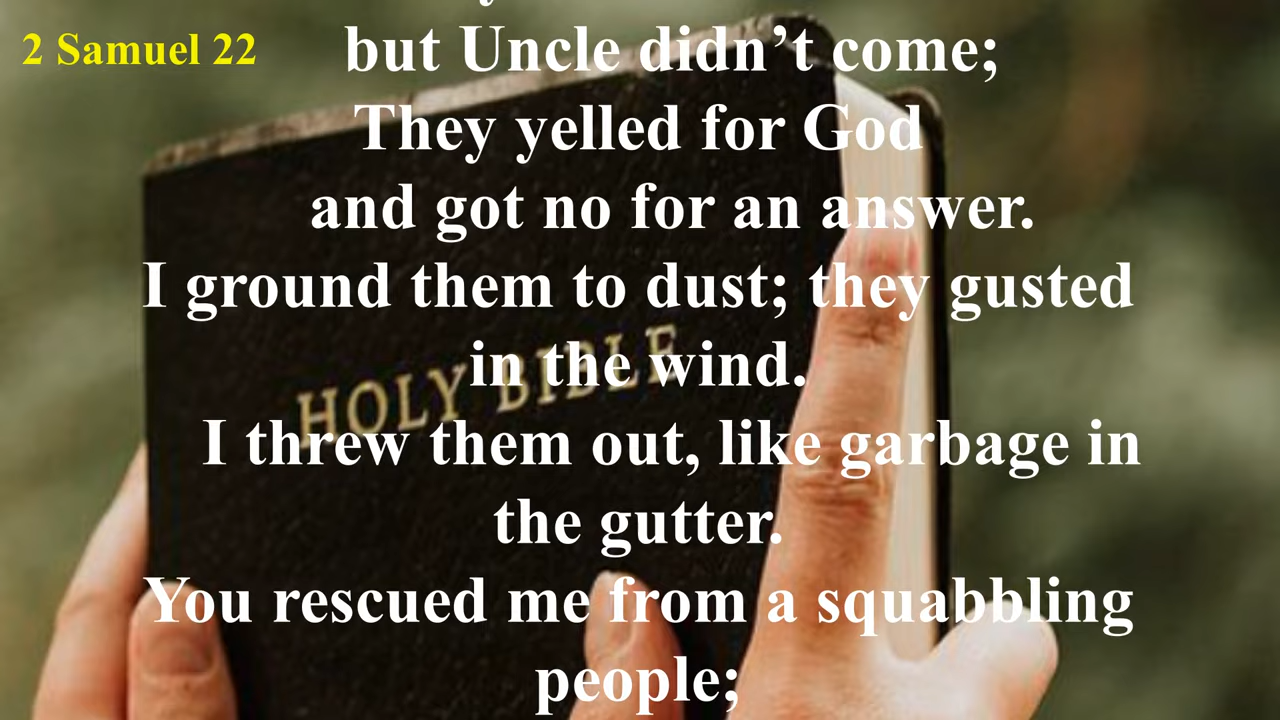 2 Samuel 22
but Uncle didn’t come;
They yelled for God
and got no for an answer.
I ground them to dust; they gusted
in the wind.
I threw them out, like garbage in
the gutter.
You rescued me from a squabbling
people;
HOLY BIBLE